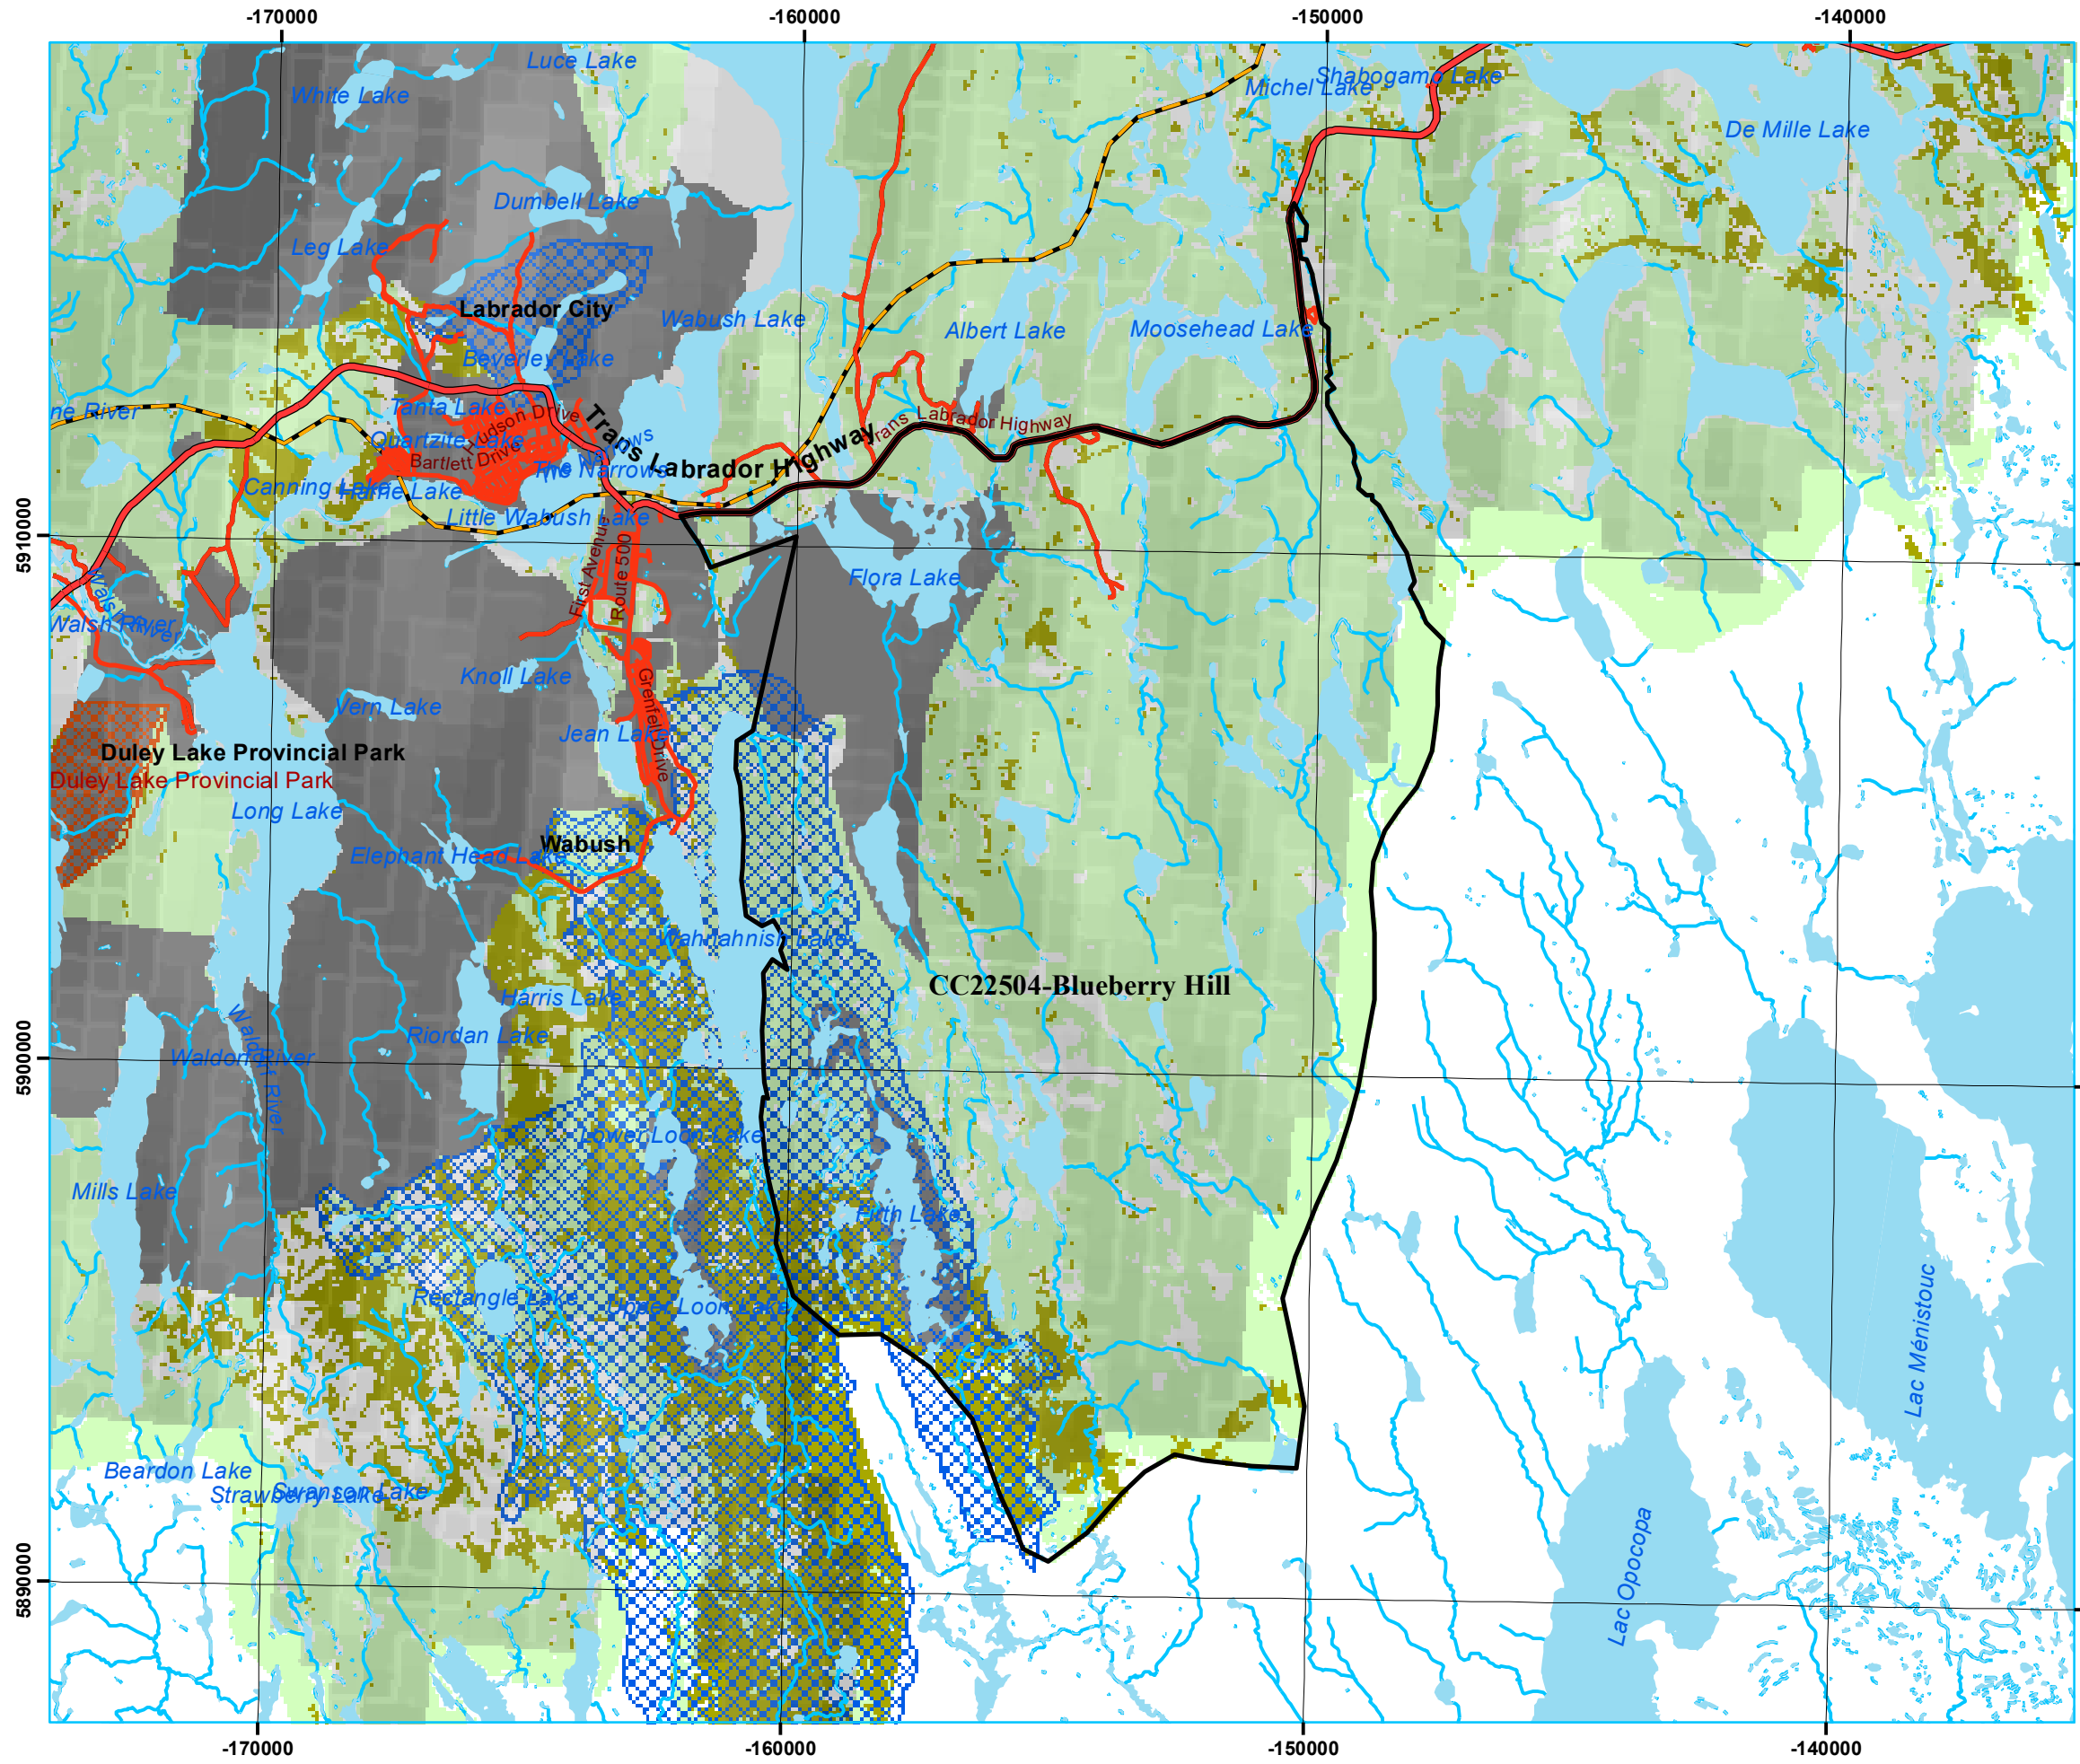 -170000
-160000
-150000
-140000
Luce Lake
White Lake
Michel Lake
Shabogamo Lake
De Mille Lake
Dumbell Lake
Leg Lake
Labrador City
Wabush Lake
Albert Lake
Moosehead Lake
Beverley Lake
ne River
Tanta Lake
Hudson Drive
Trans Labrador Highway
Trans Labrador Highway
Quartzite Lake
Bartlett Drive
The Narrows
The Narrows
Canning Lake
Harrie Lake
Little Wabush Lake
5910000
First Avenue
Route 500
Flora Lake
Walsh River
Walsh River
Knoll Lake
Grenfell Drive
Vern Lake
Jean Lake
Duley Lake Provincial Park
Duley Lake Provincial Park
Long Lake
Wabush
Elephant Head Lake
Wahnahnish Lake
CC22504-Blueberry Hill
Harris Lake
Riordan Lake
5900000
Waldorf River
Waldorf River
Lower Loon Lake
Mills Lake
Firth Lake
Rectangle Lake
Upper Loon Lake
Lac Ménistouc
Beardon Lake
Strawberry Lake
Swanson Lake
Lac Opocopa
5890000
-170000
-160000
-150000
-140000